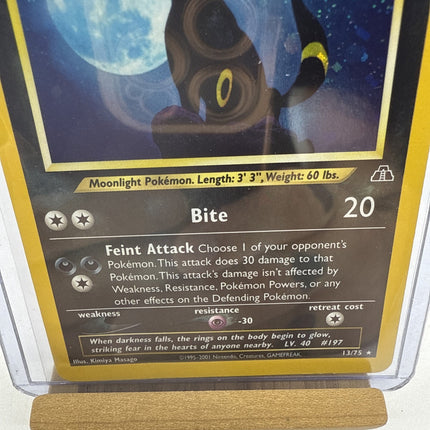 Moonlight Pokémon. Length: 3' 3", Weight: 60 lbs.
Bite 20
Feint Attack Choose 1 of your opponent's
Pokémon. This attack does 30 damage to that
Pokémon. This attack's damage isn't affected by
Weakness, Resistance, Pokémon Powers, or any
other effects on the Defending Pokémon.
weakness resistance retreat cost
-30
When darkness falls, the rings on the body begin to glow,
striking fear in the hearts of anyone nearby. LV. 40 #197
Illus. Kimiya Masago ©1995-2001 Nintendo, Creatures, GAMEFREAK. 13/75 ★